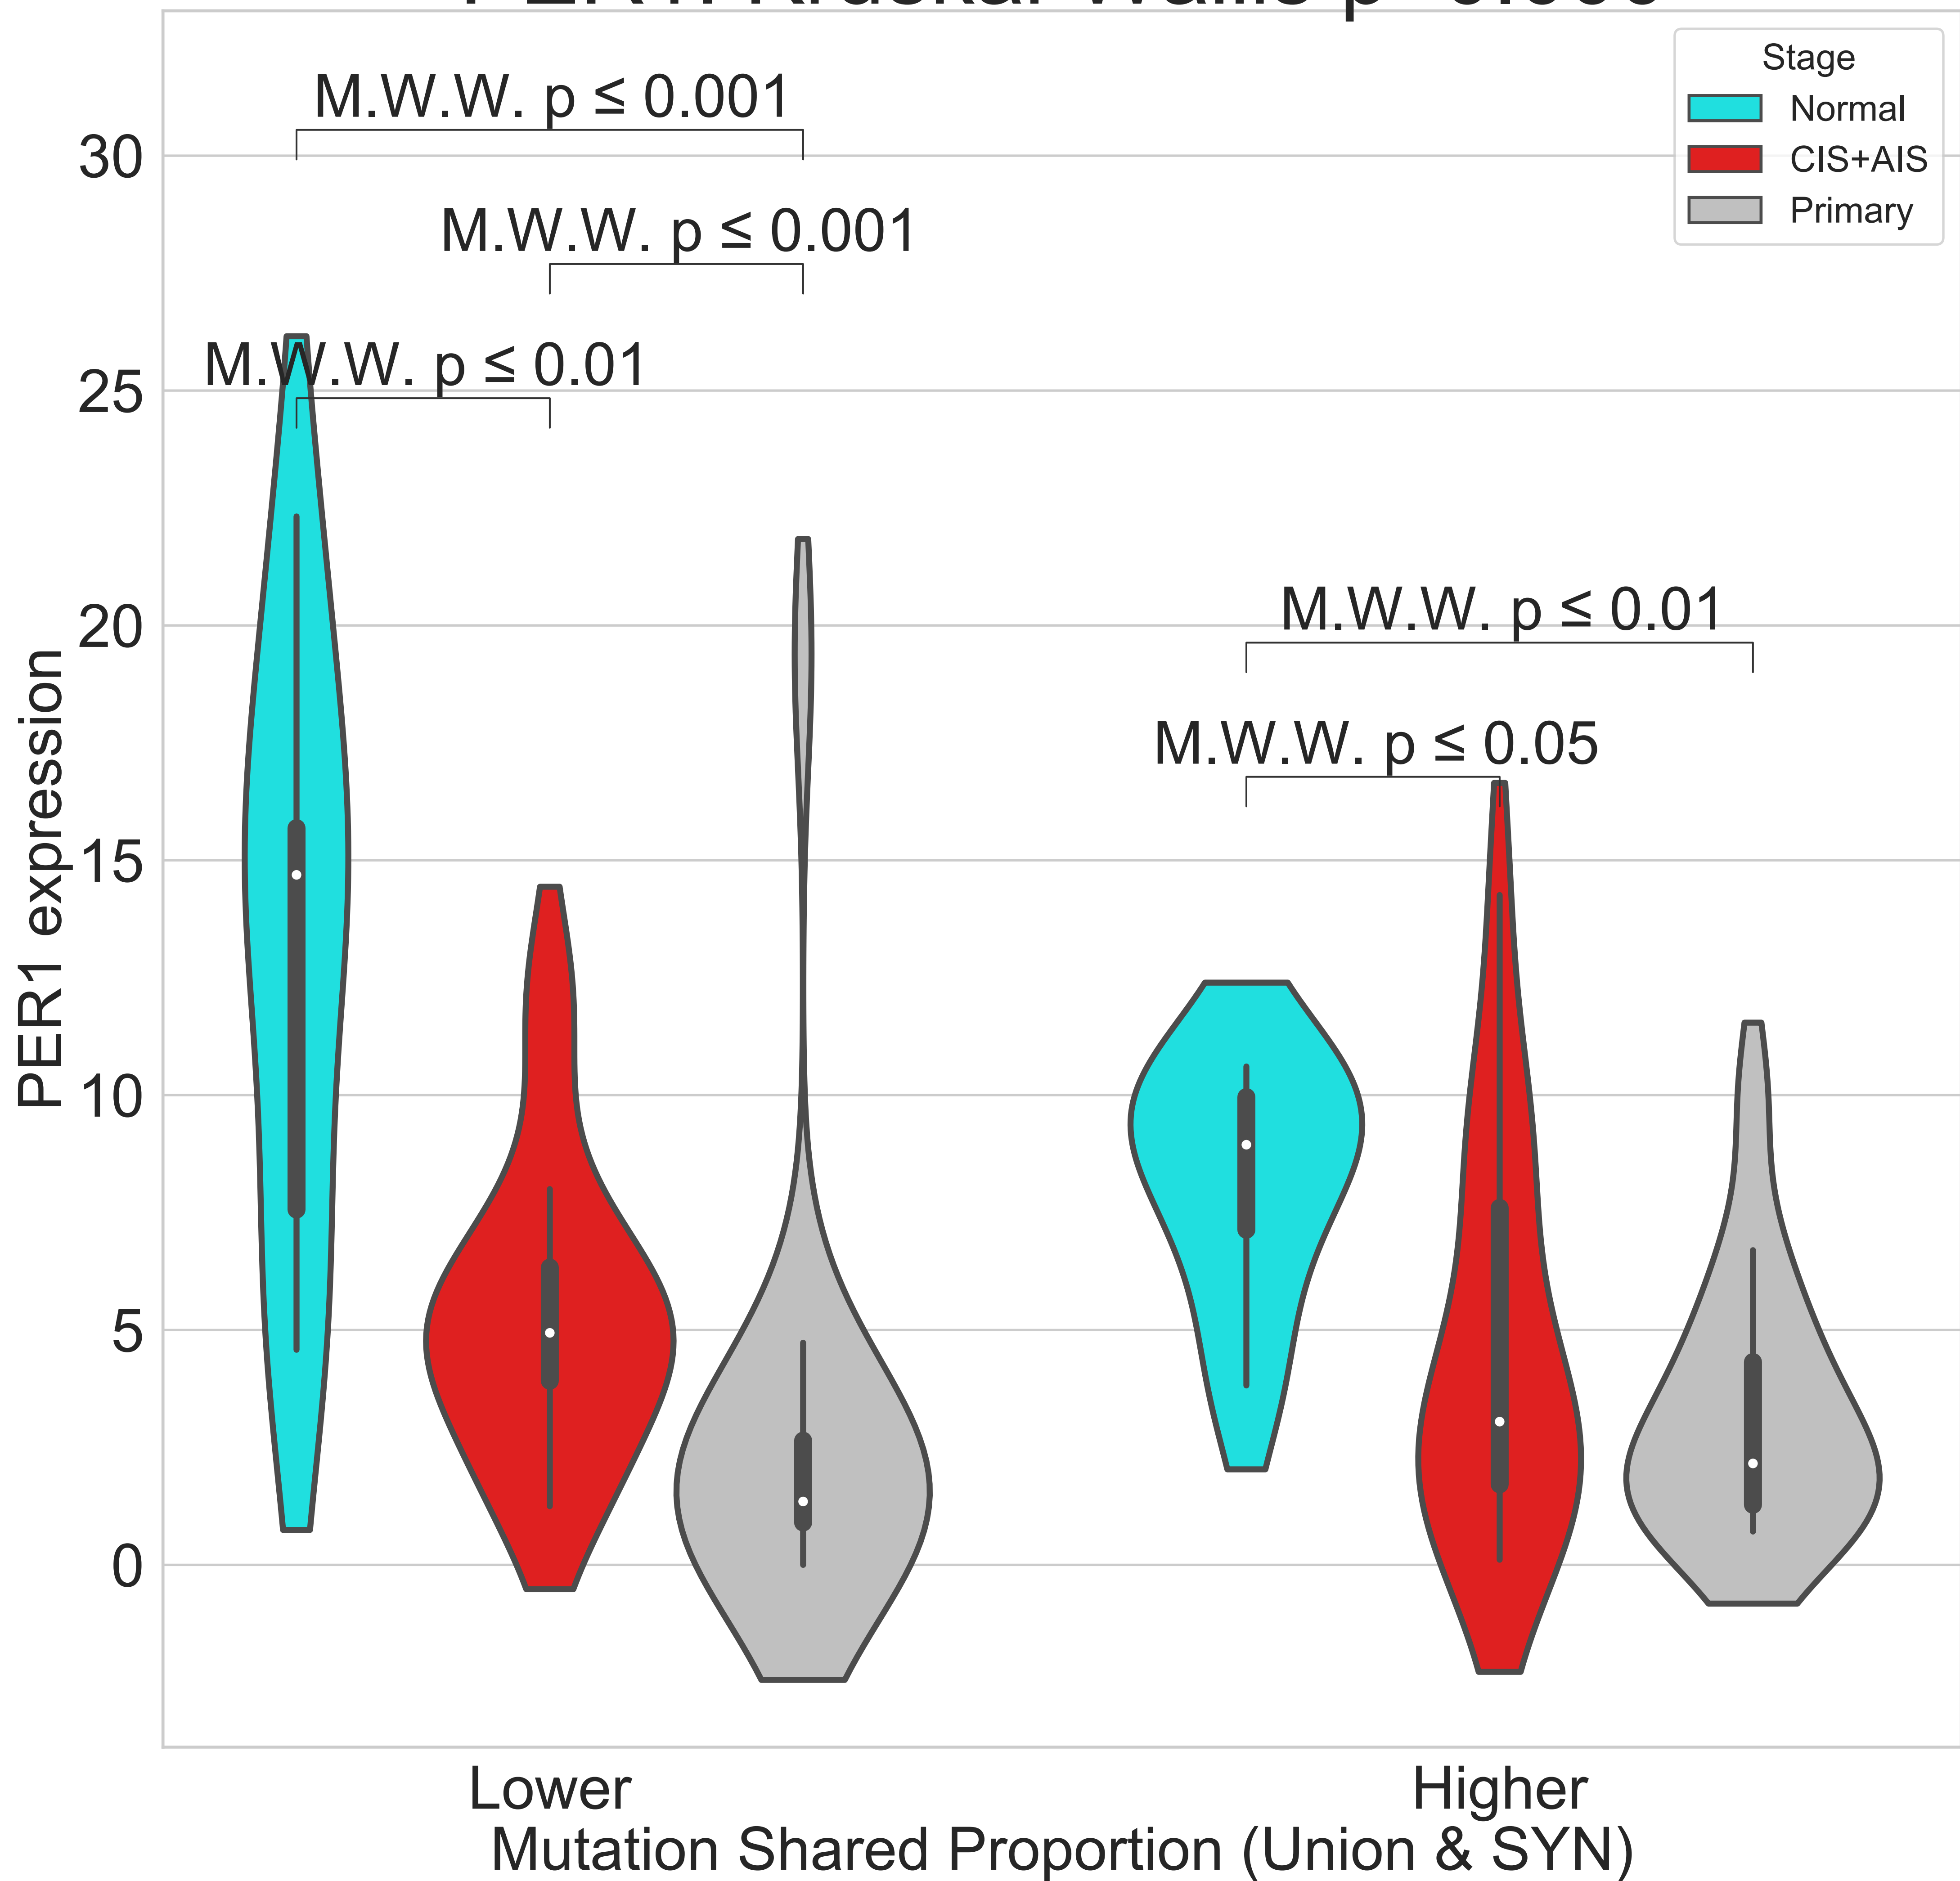 Stage
Normal
CIS+AIS
Primary
M.W.W. p ≤ 0.001
M.W.W. p ≤ 0.001
M.W.W. p ≤ 0.01
M.W.W. p ≤ 0.01
M.W.W. p ≤ 0.05
30
25
20
15
10
5
0
PER1 expression
Lower
Higher
Mutation Shared Proportion (Union & SYN)